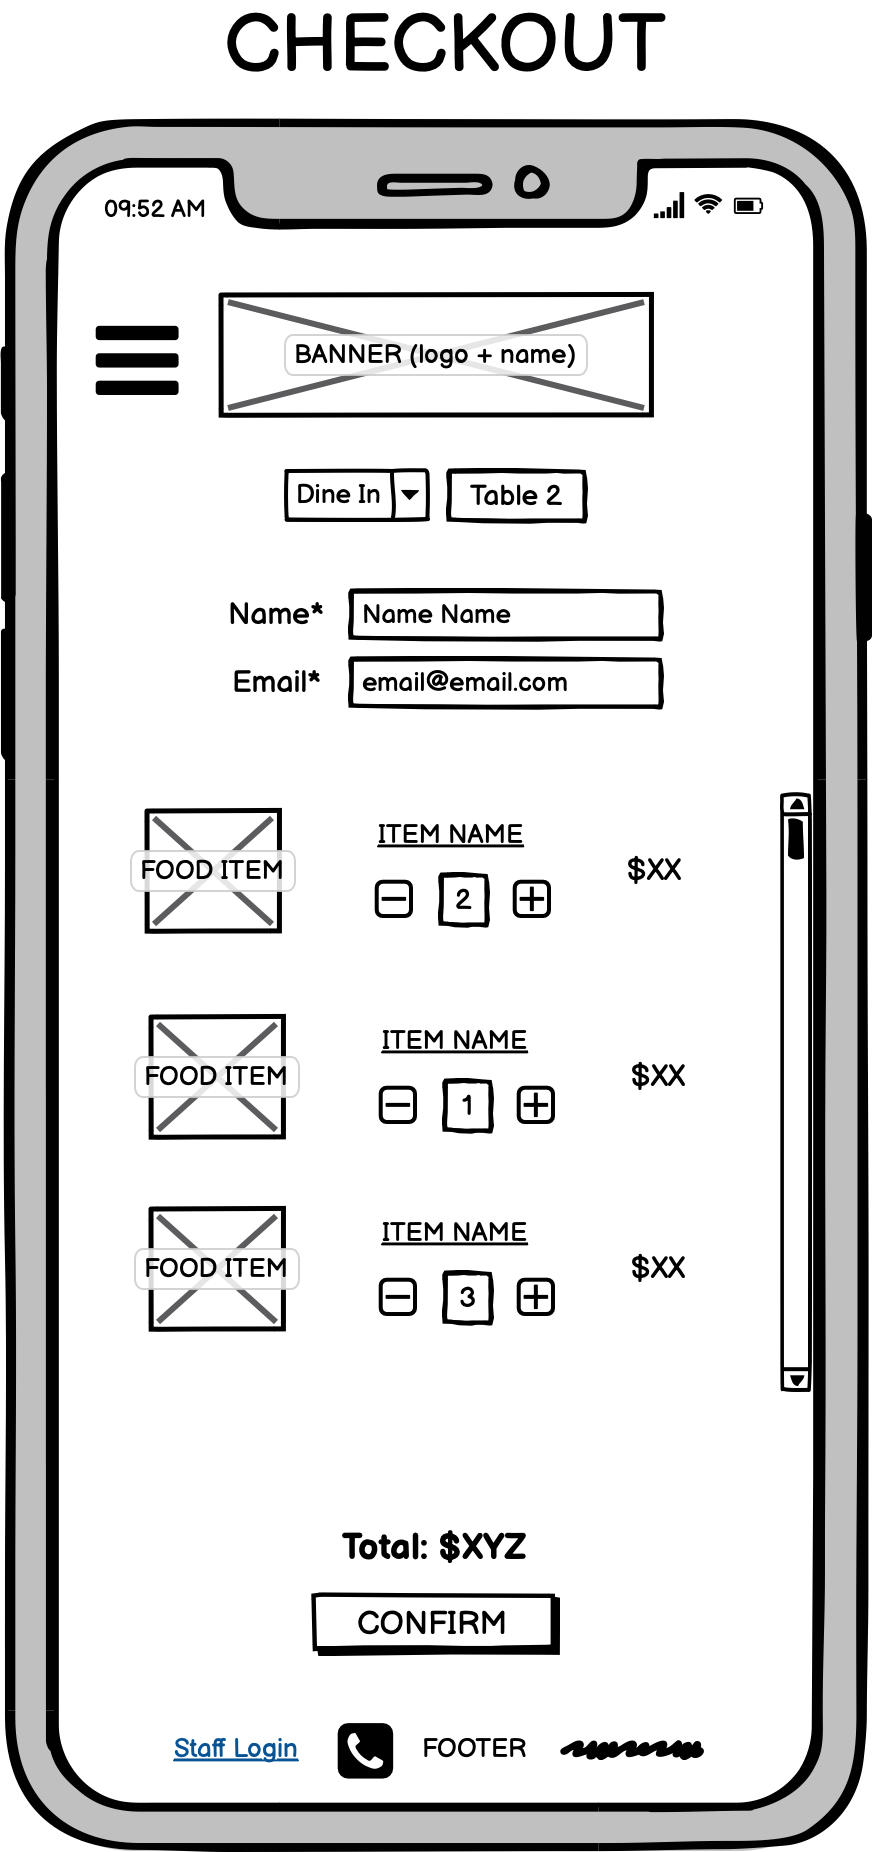 CHECKOUT
09:52 AM
BANNER (logo + name)
Dine In
Table 2
Name* Name Name
Email* email@email.com
FOOD ITEM
ITEM NAME
2
$XX
FOOD ITEM
ITEM NAME
1
$XX
FOOD ITEM
ITEM NAME
3
$XX
Total: $XYZ
CONFIRM
Staff Login
FOOTER